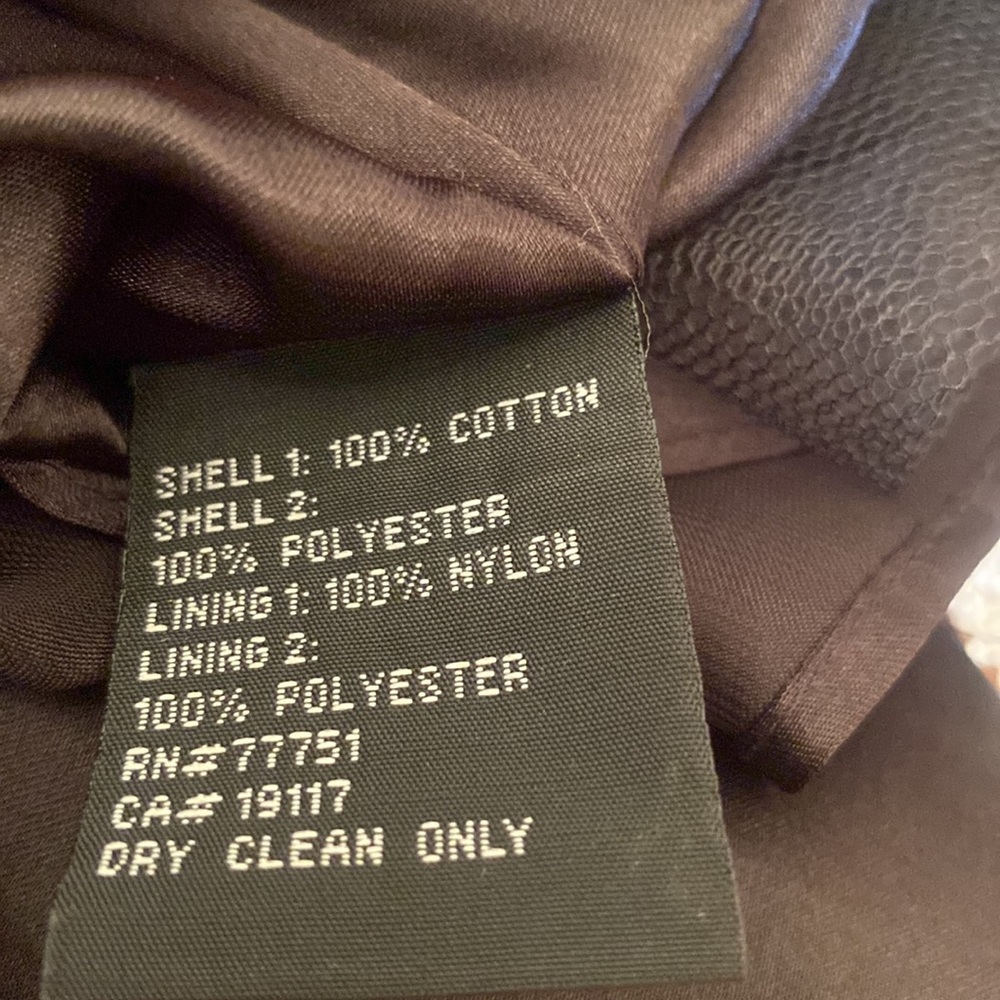 SHELL 1: 100% COTTON
SHELL 2:
100% POLYESTER
LINING 1: 100% NYLON
LINING 2:
100% POLYESTER
RN#77751
CA#19117
DRY CLEAN ONLY